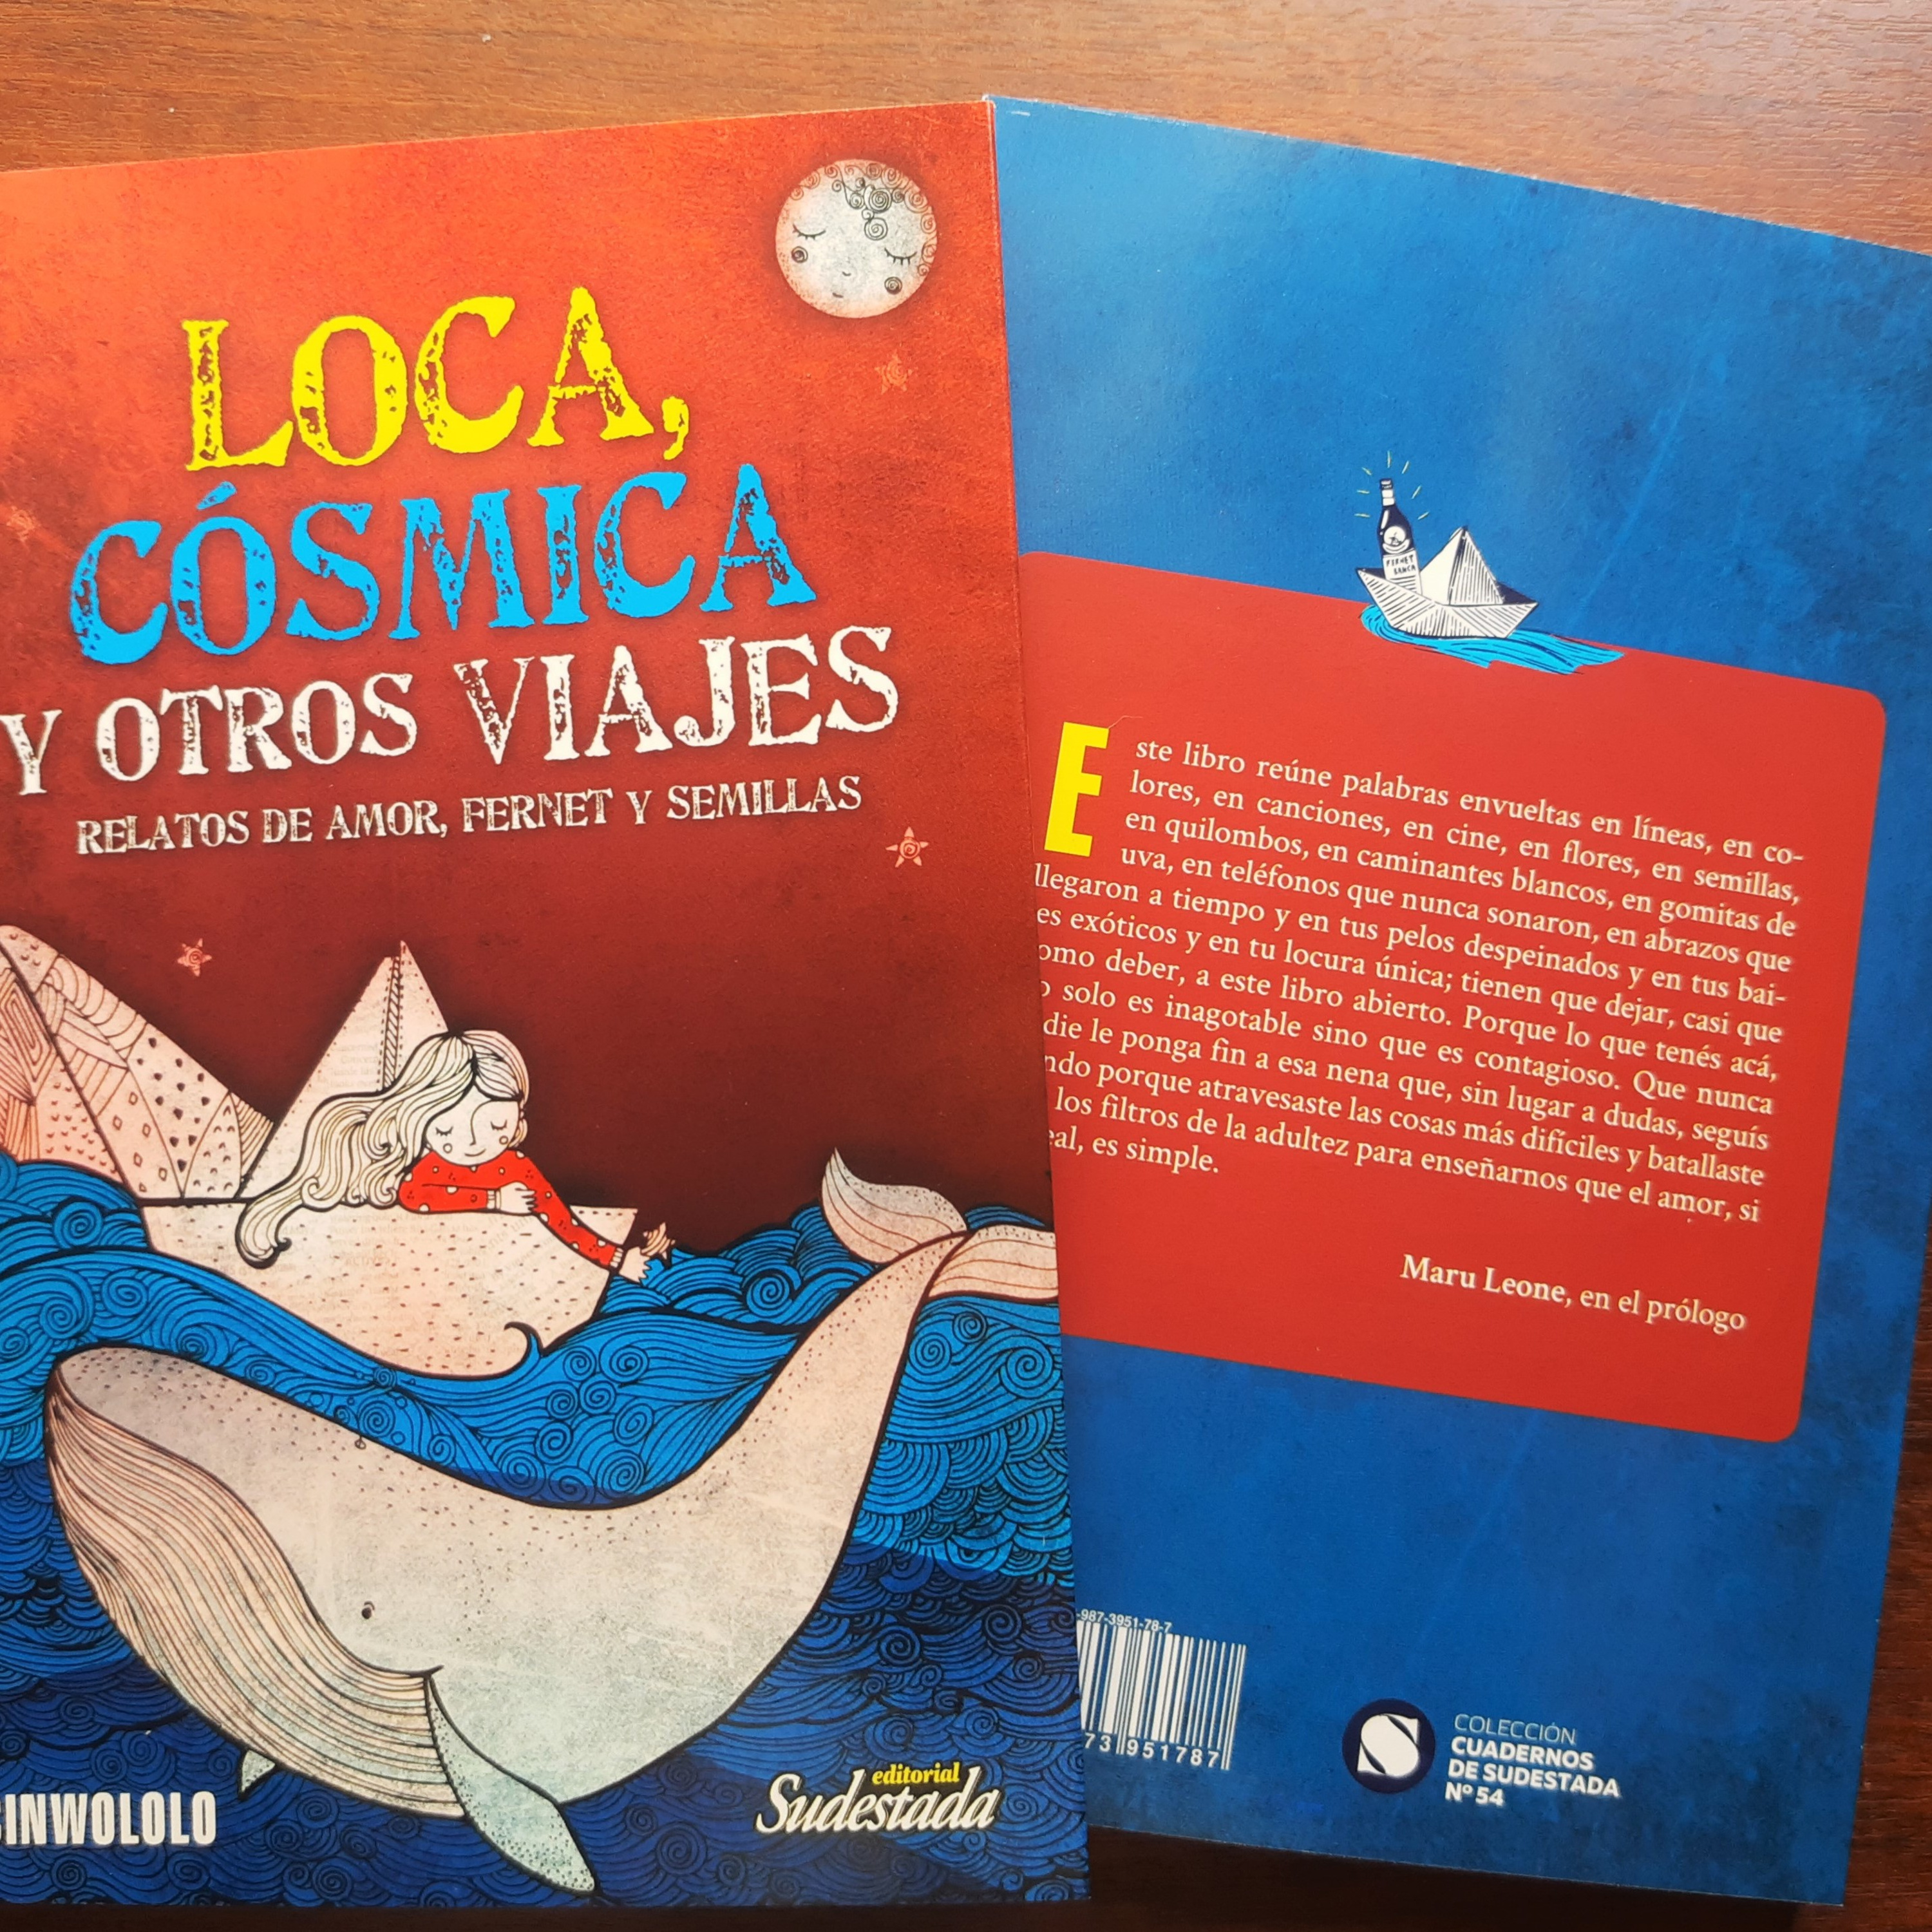 LOCA,
CÓSMICA
Y OTROS VIAJES
RELATOS DE AMOR, FERNET Y SEMILLAS
CINWOLOLO
editorial
Sudestada
FERNET
BANCA
Este libro reúne palabras envueltas en líneas, en co-
lores, en canciones, en cine, en flores, en semillas,
en quilombos, en caminantes blancos, en gomitas de
uva, en teléfonos que nunca sonaron, en abrazos que
llegaron a tiempo y en tus pelos despeinados y en tus bai-
es exóticos y en tu locura única; tienen que dejar, casi que
omo deber, a este libro abierto. Porque lo que tenés acá,
o solo es inagotable sino que es contagioso. Que nunca
die le ponga fin a esa nena que, sin lugar a dudas, seguís
ndo porque atravesaste las cosas más difíciles y batallaste
los filtros de la adultez para enseñarnos que el amor, si
eal, es simple.
Maru Leone, en el prólogo
-987-3951-78-7
73 951787
COLECCIÓN
CUADERNOS
DE SUDESTADA
Nº 54